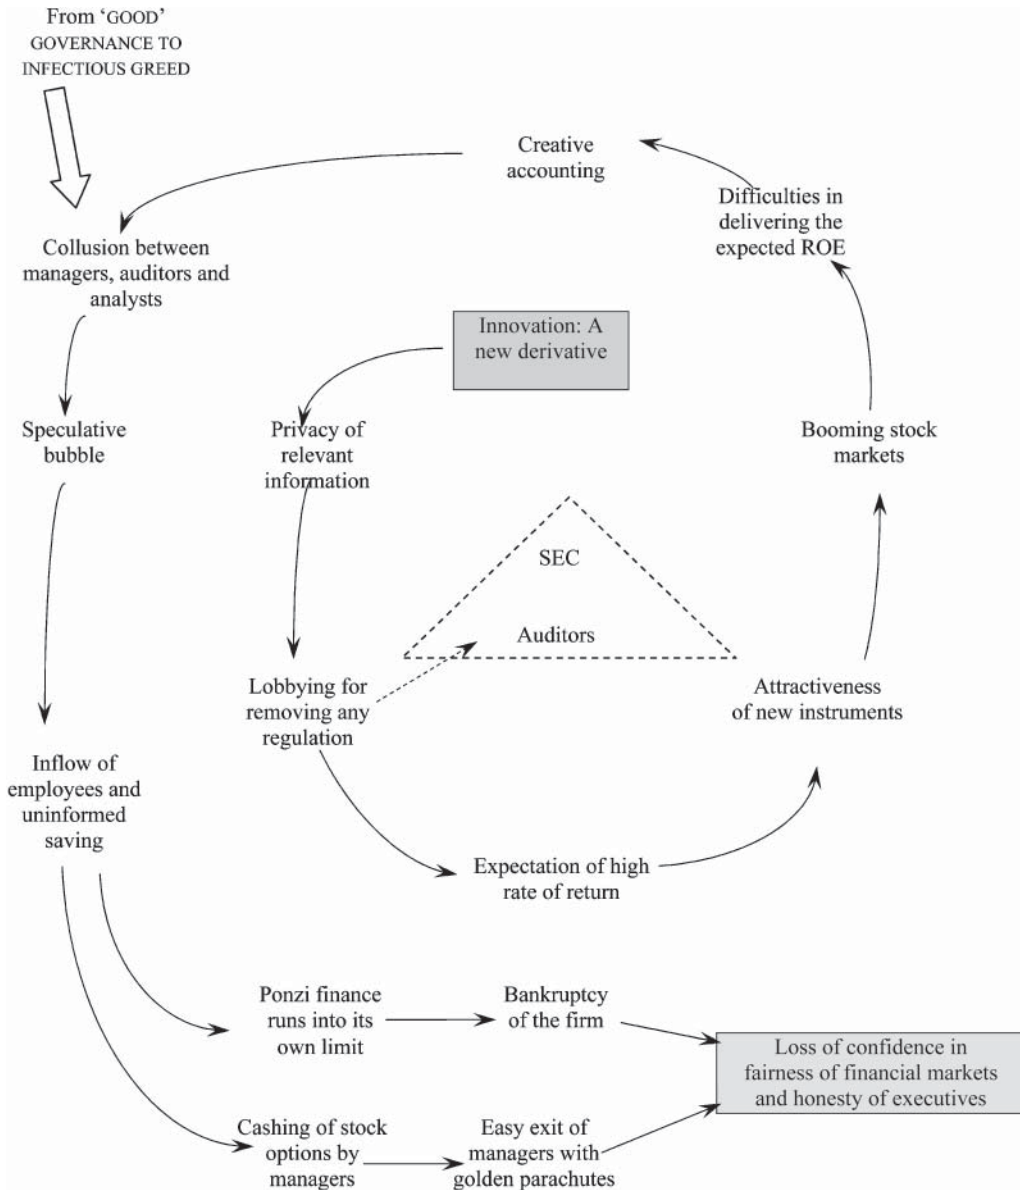 From ‘GOOD’
GOVERNANCE TO
INFECTIOUS GREED
Creative
accounting
Difficulties in
delivering the
expected ROE
Collusion between
managers, auditors and
analysts
Innovation: A
new derivative
Speculative
bubble
Privacy of
relevant
information
Booming stock
markets
SEC
Auditors
Lobbying for
removing any
regulation
Attractiveness
of new instruments
Inflow of
employees and
uninformed
saving
Expectation of high
rate of return
Ponzi finance
runs into its
own limit
Bankruptcy
of the firm
Loss of confidence in
fairness of financial markets
and honesty of executives
Cashing of stock
options by
managers
Easy exit of
managers with
golden parachutes